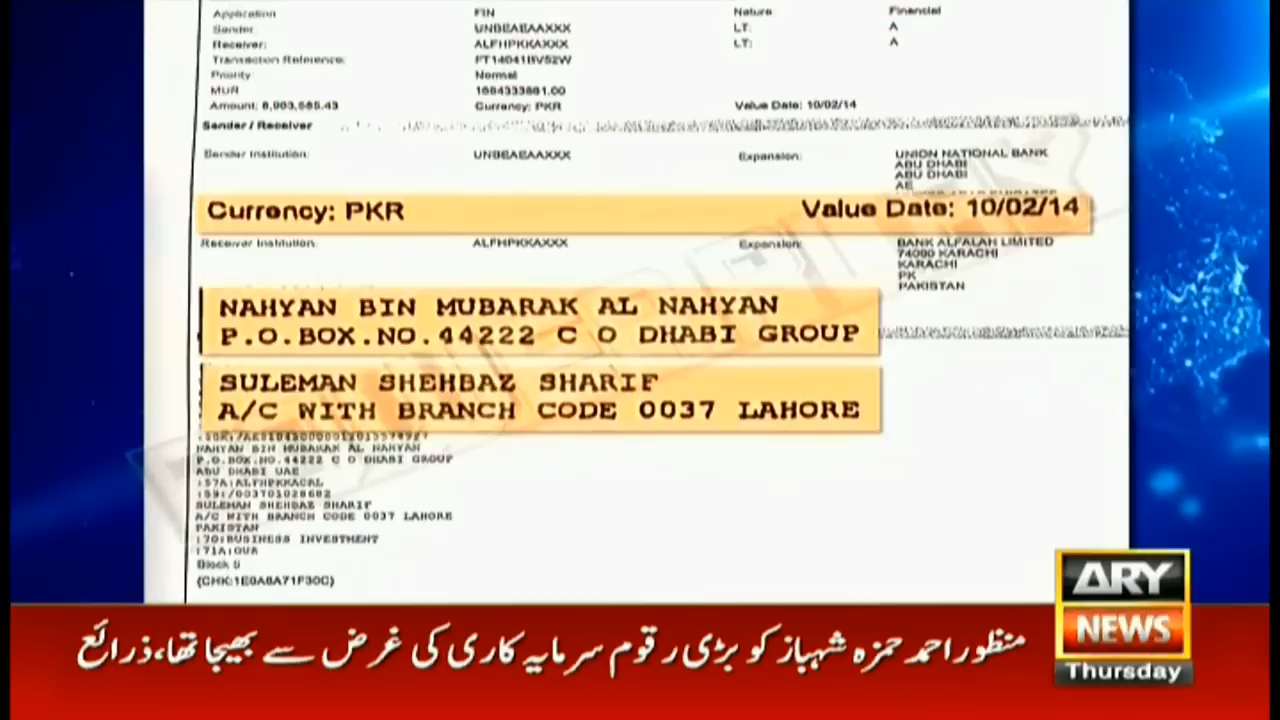 Application FIN Nature Financial
Sender: UNBEAEAAXXX LT: A
Receiver: ALFHPKKAXXX LT: A
Transaction Reference: FT14041BV52W
Priority: Normal
MUR
Currency: PKR Value Date: 10/02/14
Sender / Receiver
Sender Institution: UNBEAEAAXXX Expansion: UNION NATIONAL BANK
ABU DHABI
ABU DHABI
AE
Currency: PKR Value Date: 10/02/14
Receiver Institution: ALFHPKKAXXX Expansion: BANK ALFALAH LIMITED
74000 KARACHI
KARACHI
PK
PAKISTAN
NAHYAN BIN MUBARAK AL NAHYAN
P.O.BOX.NO.44222 C O DHABI GROUP
SULEMAN SHEHBAZ SHARIF
A/C WITH BRANCH CODE 0037 LAHORE
NAHYAN BIN MUBARAK AL NAHYAN
P.O.BOX.NO.44222 C O DHABI GROUP
ABU DHABI UAE
SULEMAN SHEHBAZ SHARIF
A/C WITH BRANCH CODE 0037 LAHORE
PAKISTAN
:70:BUSINESS INVESTMENT
:71A:OUR
Block 5
ARY
NEWS
Thursday
منظور احمد حمزہ شہباز کو بڑی رقوم سرمایہ کاری کی غرض سے بھیجا تھا،ذرائع